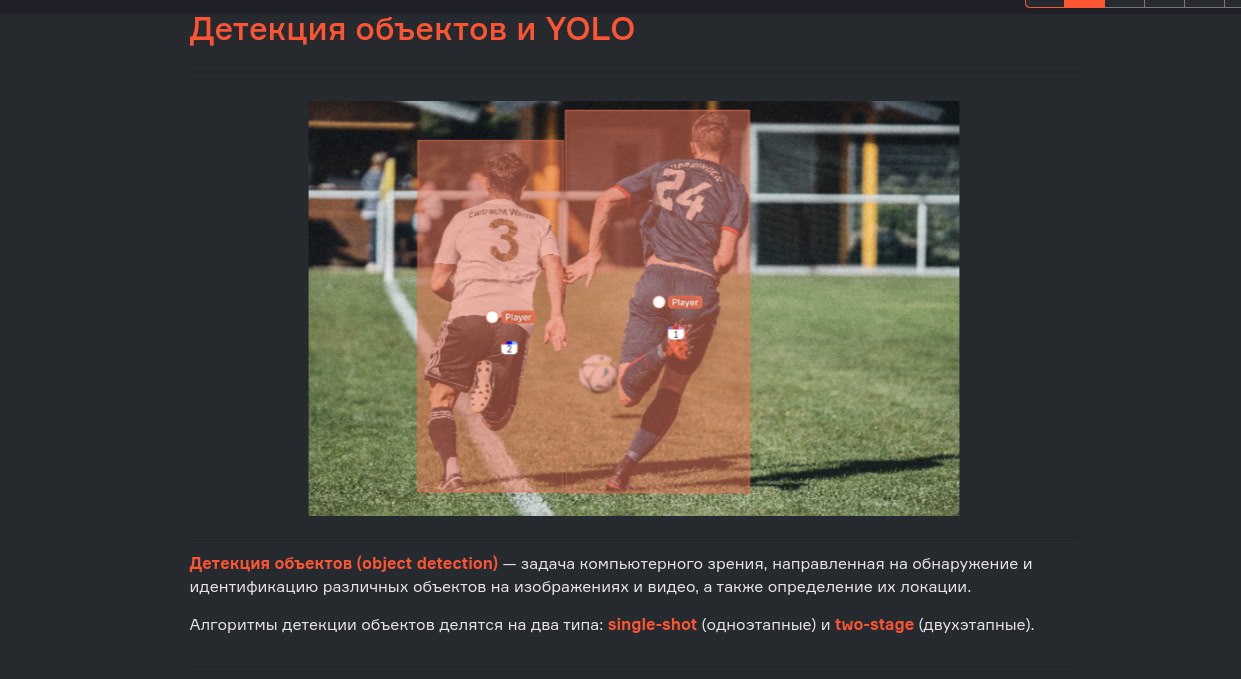 Детекция объектов и YOLO
Eintracht Werne
3
24
Player
2
Player
1
Детекция объектов (object detection) — задача компьютерного зрения, направленная на обнаружение и
идентификацию различных объектов на изображениях и видео, а также определение их локации.
Алгоритмы детекции объектов делятся на два типа: single-shot (одноэтапные) и two-stage (двухэтапные).